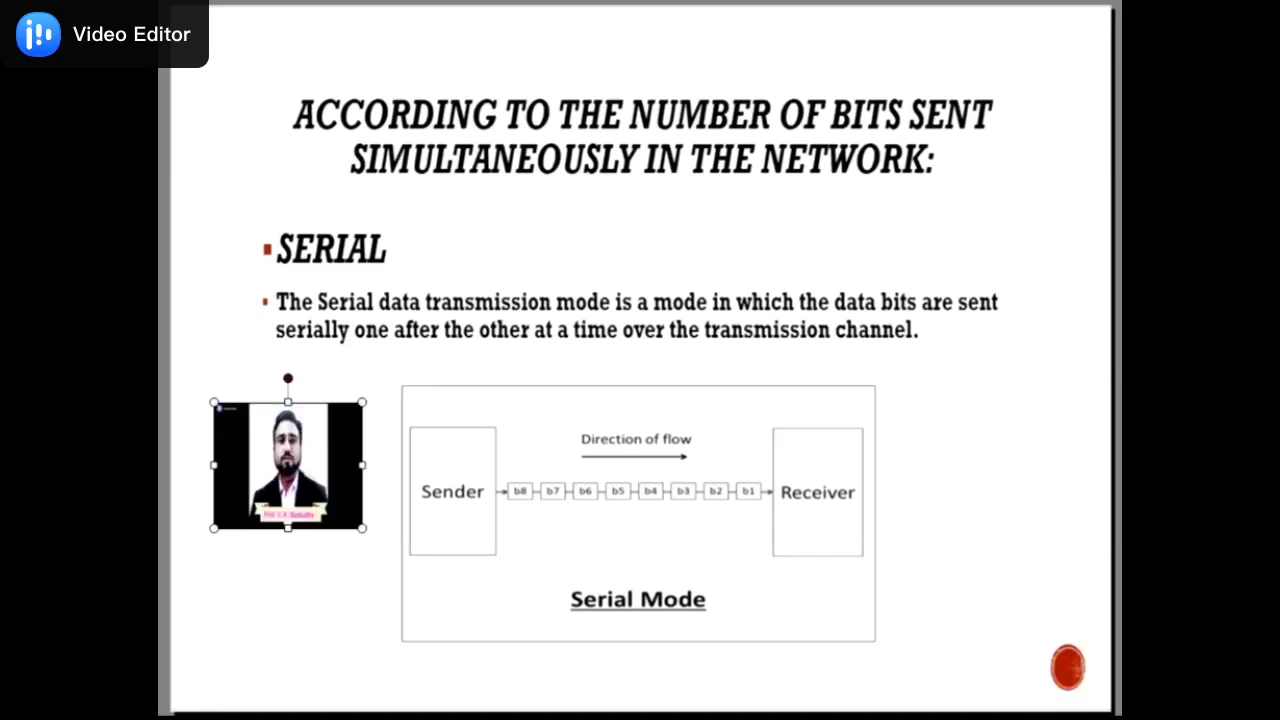 Video Editor
ACCORDING TO THE NUMBER OF BITS SENT
SIMULTANEOUSLY IN THE NETWORK:
SERIAL
The Serial data transmission mode is a mode in which the data bits are sent
serially one after the other at a time over the transmission channel.
Direction of flow
Sender
b8 b7 b6 b5 b4 b3 b2 b1
Receiver
Serial Mode